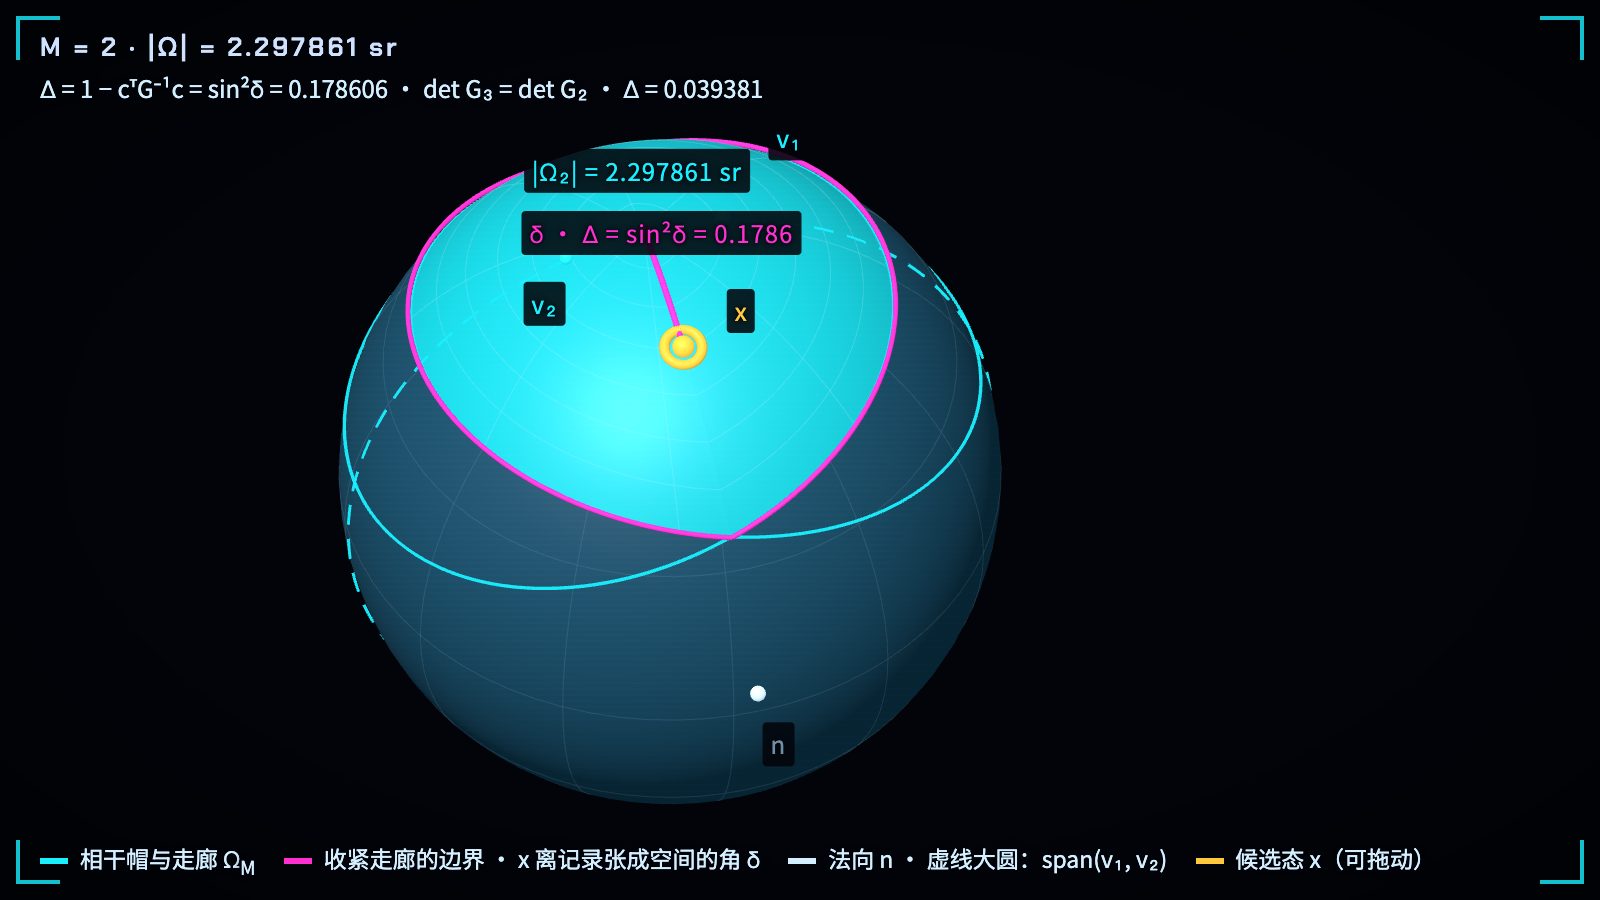 M = 2 · |Ω| = 2.297861 sr
Δ = 1 − cᵀG⁻¹c = sin²δ = 0.178606 · det G₃ = det G₂ · Δ = 0.039381
v₁
|Ω₂| = 2.297861 sr
δ · Δ = sin²δ = 0.1786
v₂
x
n
相干帽与走廊 Ω_M
收紧走廊的边界 · x 离记录张成空间的角 δ
法向 n · 虚线大圆：span(v₁, v₂)
候选态 x（可拖动）